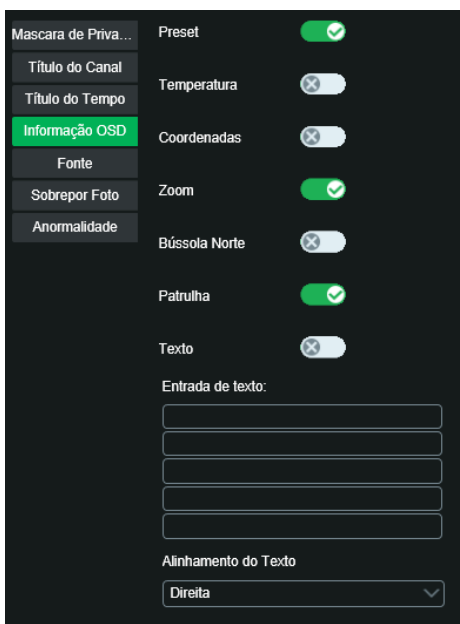 Mascara de Priva...
Título do Canal
Título do Tempo
Informação OSD
Fonte
Sobrepor Foto
Anormalidade
Preset
Temperatura
Coordenadas
Zoom
Bússola Norte
Patrulha
Texto
Entrada de texto:
Alinhamento do Texto
Direita